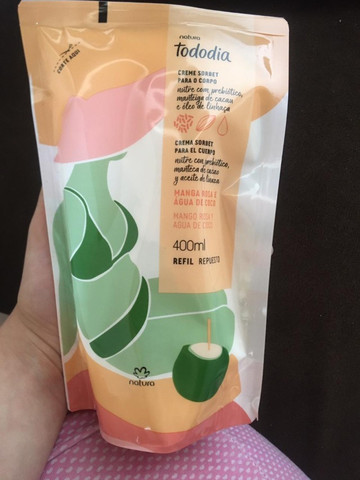 natura
tododia
CREME SORBET
PARA O CORPO
nutre com prebiótico,
manteiga de cacau
e óleo de linhaça
CREMA SORBET
PARA EL CUERPO
nutre con prebiótico,
manteca de cacao
y aceite de linaza
MANGA ROSA E
ÁGUA DE COCO
MANGO ROSA Y
AGUA DE COCO
400ml
REFIL REPUESTO
natura
CORTE AQUI